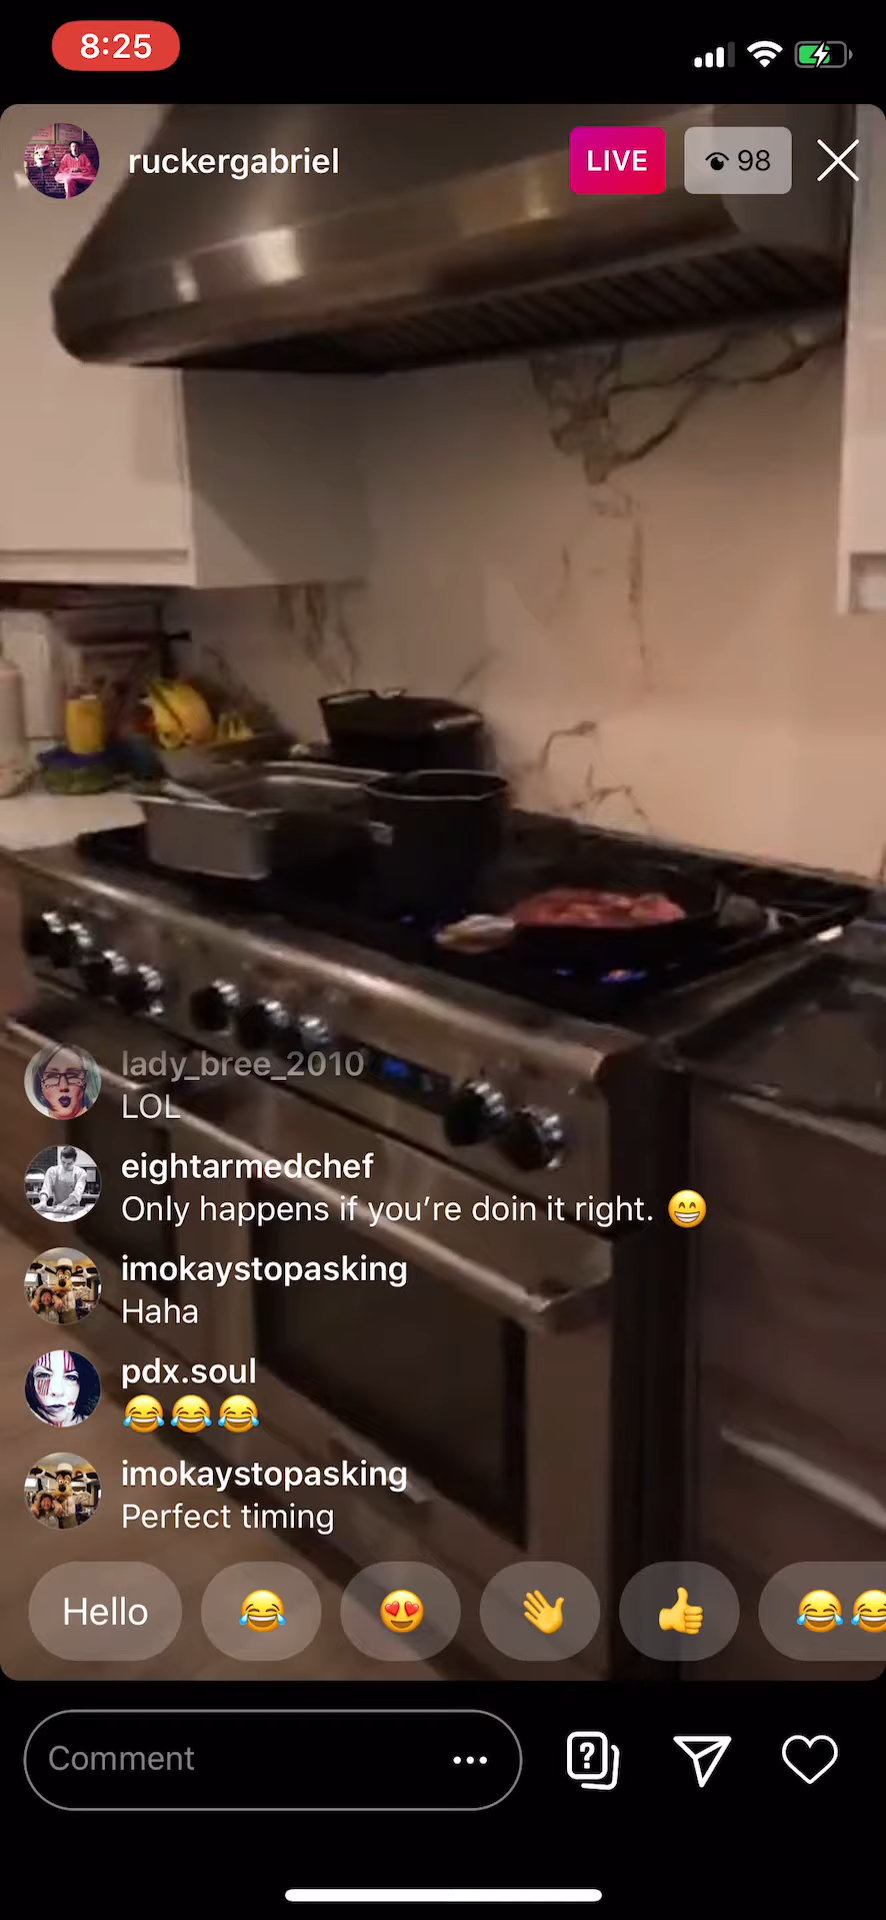 8:25
ruckergabriel LIVE 98
lady_bree_2010
LOL
eightarmedchef
Only happens if you’re doin it right. 😁
imokaystopasking
Haha
pdx.soul
😂😂😂
imokaystopasking
Perfect timing
Hello 😂 😍 👋 👍 😂😂
Comment